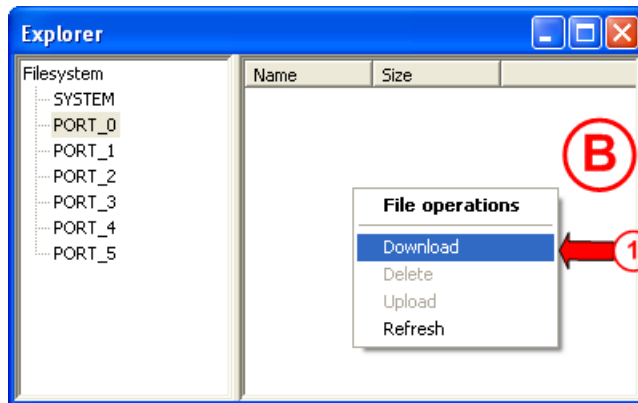 Explorer
Filesystem
SYSTEM
PORT_0
PORT_1
PORT_2
PORT_3
PORT_4
PORT_5
Name Size
B
File operations
Download
1
Delete
Upload
Refresh